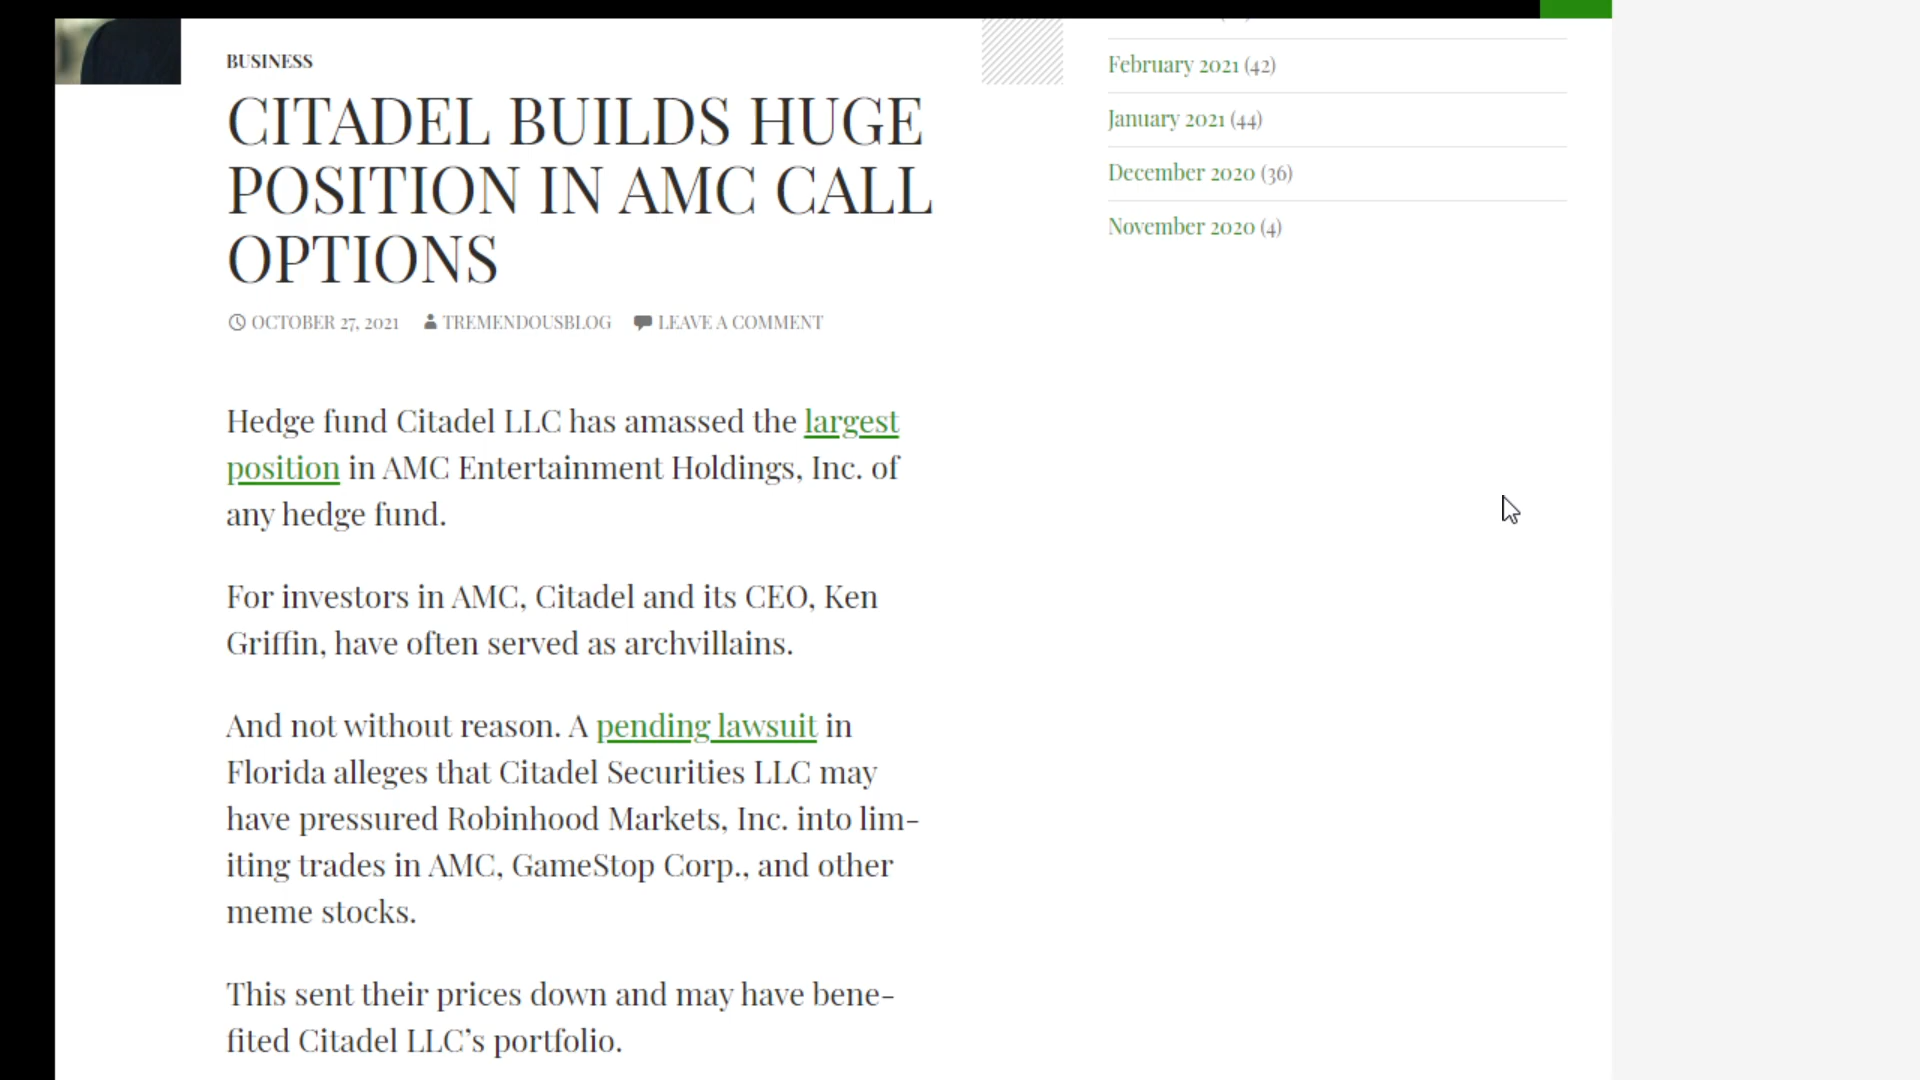 BUSINESS
CITADEL BUILDS HUGE
POSITION IN AMC CALL
OPTIONS
OCTOBER 27, 2021 TREMENDOUSBLOG LEAVE A COMMENT
Hedge fund Citadel LLC has amassed the largest
position in AMC Entertainment Holdings, Inc. of
any hedge fund.
For investors in AMC, Citadel and its CEO, Ken
Griffin, have often served as archvillains.
And not without reason. A pending lawsuit in
Florida alleges that Citadel Securities LLC may
have pressured Robinhood Markets, Inc. into lim-
iting trades in AMC, GameStop Corp., and other
meme stocks.
This sent their prices down and may have bene-
fited Citadel LLC’s portfolio.
February 2021 (42)
January 2021 (44)
December 2020 (36)
November 2020 (4)